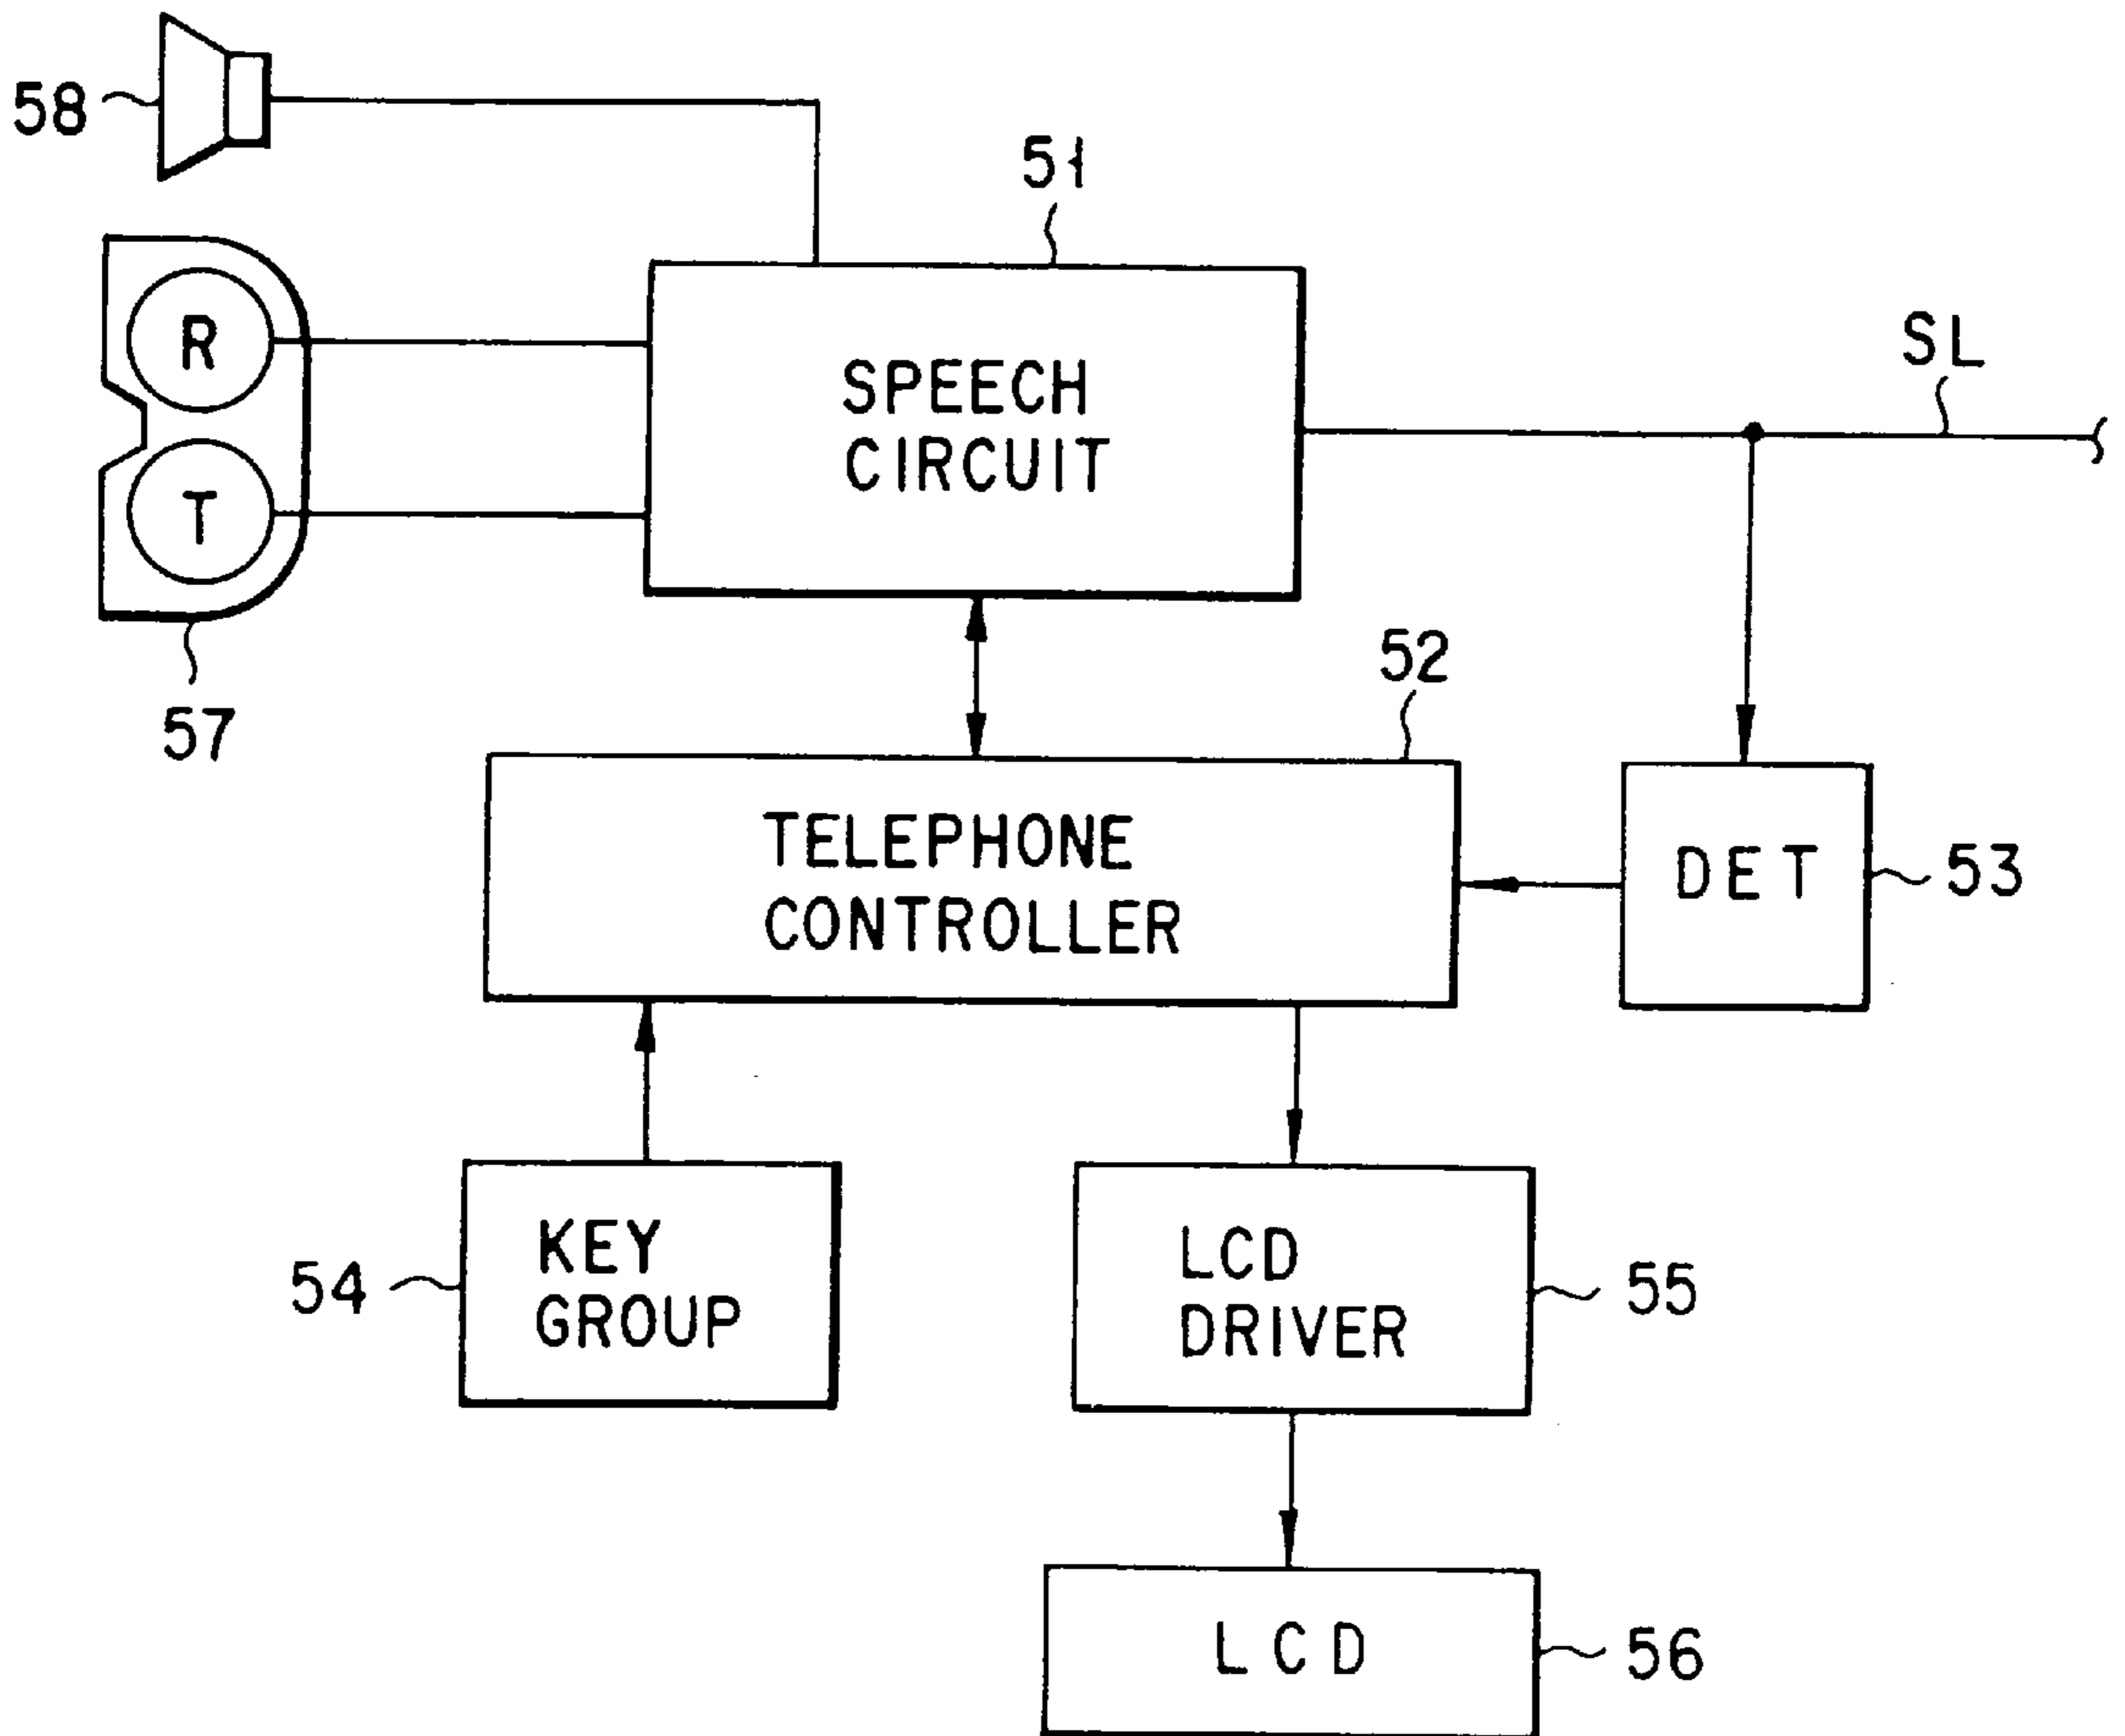 58
51
R
SPEECH
CIRCUIT
SL
T
57
52
TELEPHONE
CONTROLLER
DET
53
54
KEY
GROUP
LCD
DRIVER
55
LCD
56